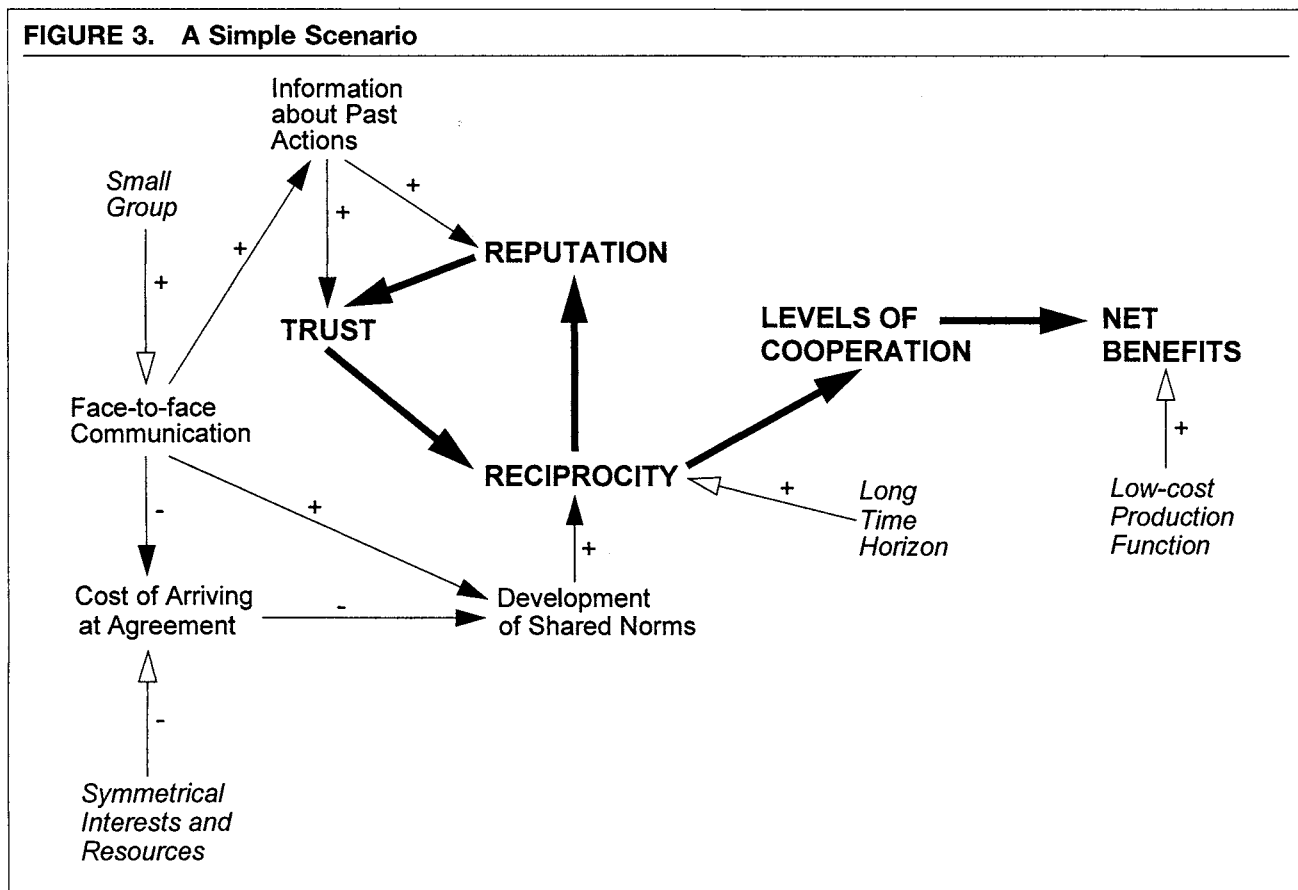 FIGURE 3. A Simple Scenario
Information
about Past
Actions
Small
Group
+
+
+
+
REPUTATION
TRUST
LEVELS OF
COOPERATION
NET
BENEFITS
Face-to-face
Communication
+
RECIPROCITY
+
Long
Time
Horizon
Low-cost
Production
Function
-
+
+
Cost of Arriving
at Agreement
-
Development
of Shared Norms
-
Symmetrical
Interests and
Resources